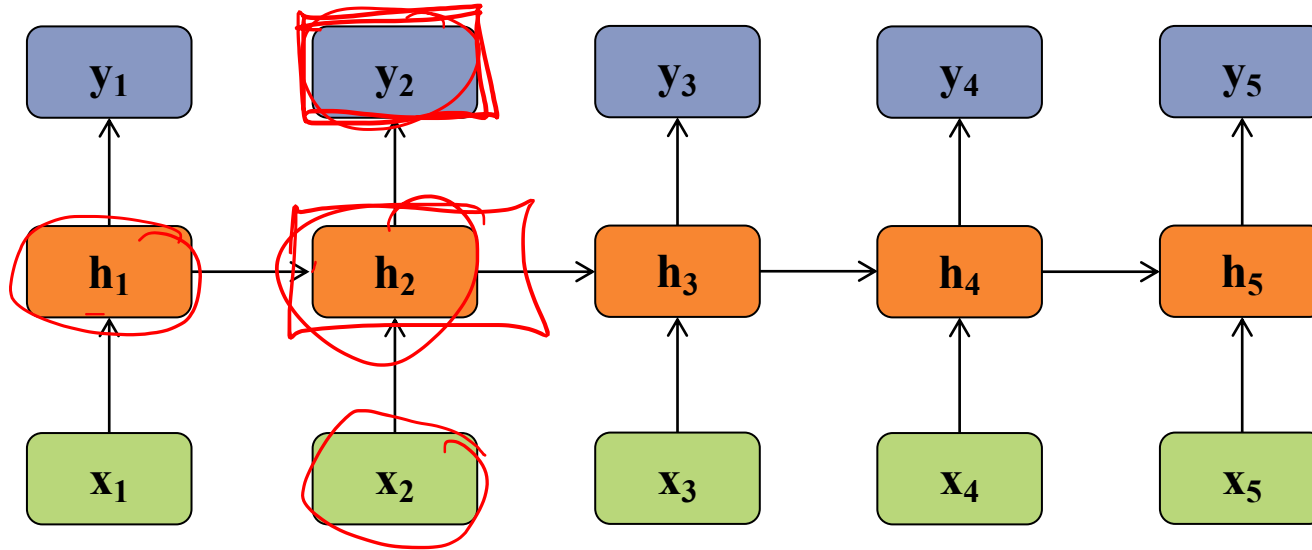 y₁ y₂ y₃ y₄ y₅
h₁ h₂ h₃ h₄ h₅
x₁ x₂ x₃ x₄ x₅